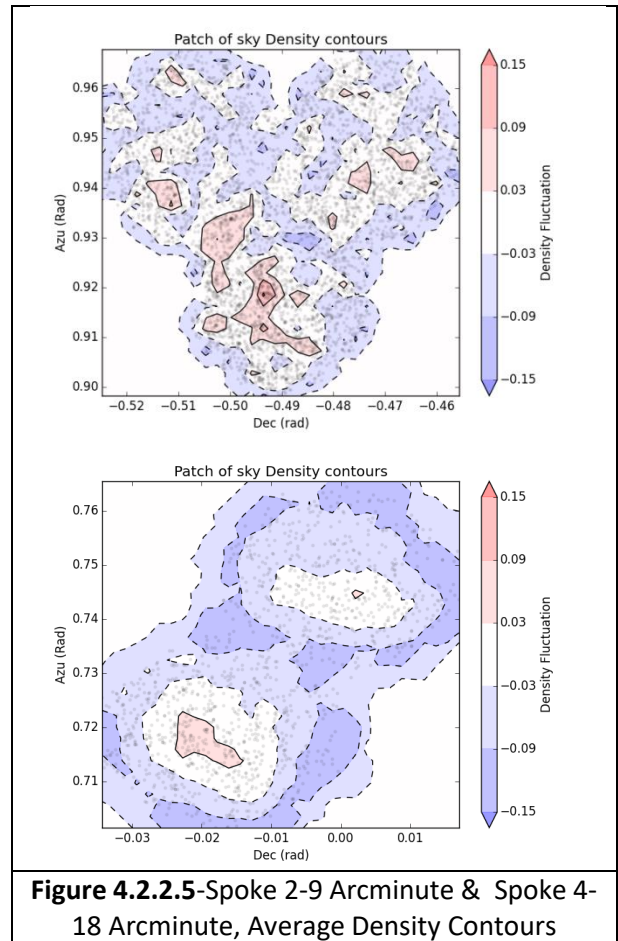 Patch of sky Density contours
0.96
0.95
0.94
0.93
0.92
0.91
0.90
Azu (Rad)
−0.52 −0.51 −0.50 −0.49 −0.48 −0.47 −0.46
Dec (rad)
0.15
0.09
0.03
−0.03
−0.09
−0.15
Density Fluctuation
Patch of sky Density contours
0.76
0.75
0.74
0.73
0.72
0.71
Azu (Rad)
−0.03 −0.02 −0.01 0.00 0.01
Dec (rad)
0.15
0.09
0.03
−0.03
−0.09
−0.15
Density Fluctuation
Figure 4.2.2.5-Spoke 2-9 Arcminute & Spoke 4-
18 Arcminute, Average Density Contours